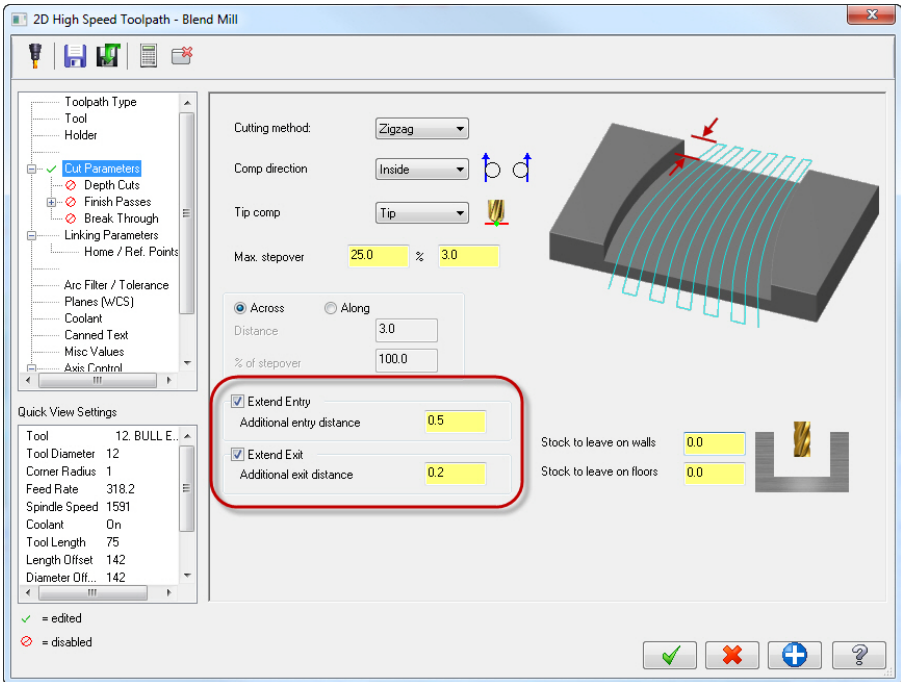 2D High Speed Toolpath - Blend Mill
Toolpath Type
Tool
Holder
Cut Parameters
Depth Cuts
Finish Passes
Break Through
Linking Parameters
Home / Ref. Points
Arc Filter / Tolerance
Planes (WCS)
Coolant
Canned Text
Misc Values
Axis Control
Quick View Settings
Tool 12. BULL E..
Tool Diameter 12
Corner Radius 1
Feed Rate 318.2
Spindle Speed 1591
Coolant On
Tool Length 75
Length Offset 142
Diameter Off... 142
= edited
= disabled
Cutting method: Zigzag
Comp direction Inside
Tip comp Tip
Max. stepover 25.0 % 3.0
Across Along
Distance 3.0
% of stepover 100.0
Extend Entry
Additional entry distance 0.5
Extend Exit
Additional exit distance 0.2
Stock to leave on walls 0.0
Stock to leave on floors 0.0